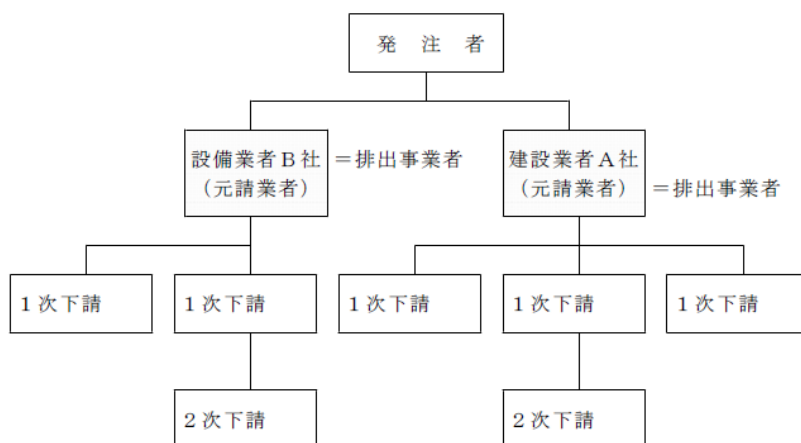 発 注 者
設備業者B社
(元請業者)
=排出事業者
建設業者A社
(元請業者)
=排出事業者
1次下請
1次下請
1次下請
1次下請
1次下請
2次下請
2次下請